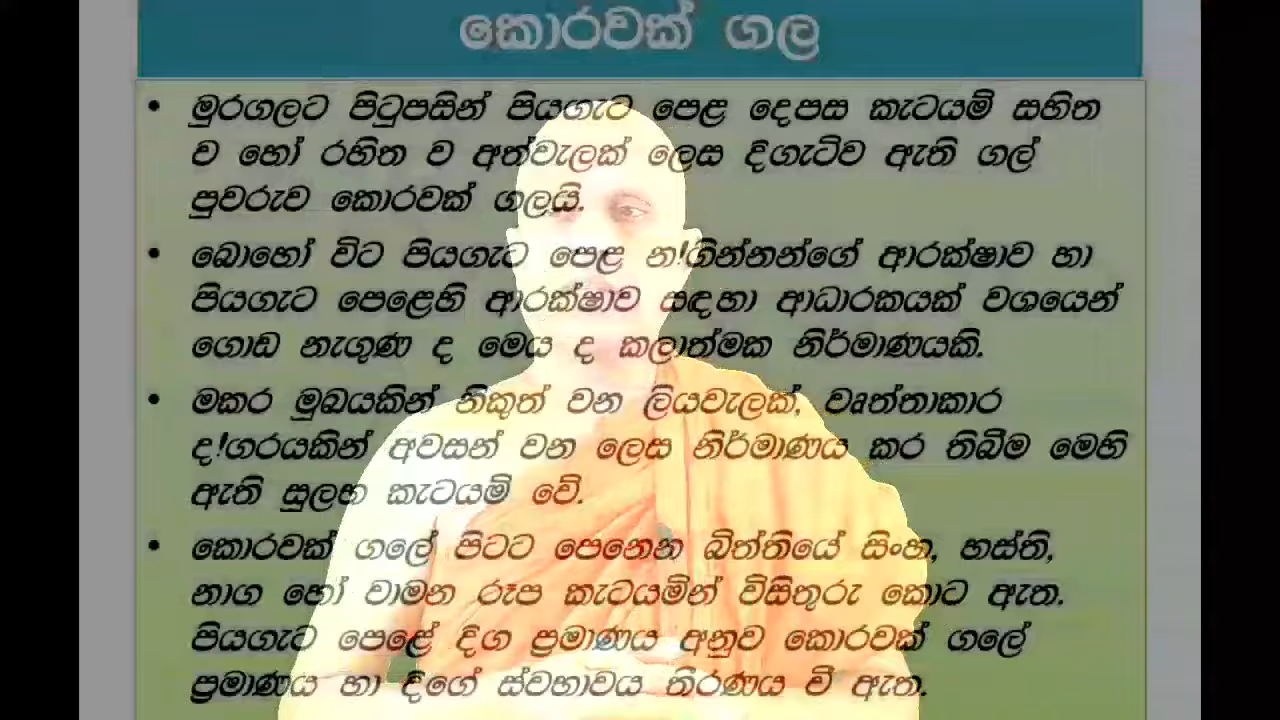 කොරවක් ගල
• මුරගලට පිටුපසින් පියගැට පෙළ දෙපස කැටයම් සහිත
ව හෝ රහිත ව අත්වැලක් ලෙස දිගැටිව ඇති ගල්
පුවරුව කොරවක් ගලයි.
• බොහෝ විට පියගැට පෙළ න!ගින්නන්ගේ ආරක්ෂාව හා
පියගැට පෙළෙහි ආරක්ෂාව සඳහා ආධාරකයක් වශයෙන්
ගොඩ නැගුණ ද මෙය ද කලාත්මක නිර්මාණයකි.
• මකර මුඛයකින් නිකුත් වන ලියවැලක්, වෘත්තාකාර
ද!ගරයකින් අවසන් වන ලෙස නිර්මාණය කර තිබීම මෙහි
ඇති සුලභ කැටයම් වේ.
• කොරවක් ගලේ පිටට පෙනෙන බිත්තියේ සිංහ, හස්ති,
නාග හෝ වාමන රූප කැටයමින් විසිතුරු කොට ඇත.
පියගැට පෙළේ දිග ප්‍රමාණය අනුව කොරවක් ගලේ
ප්‍රමාණය හා දිගේ ස්වභාවය තීරණය වී ඇත.